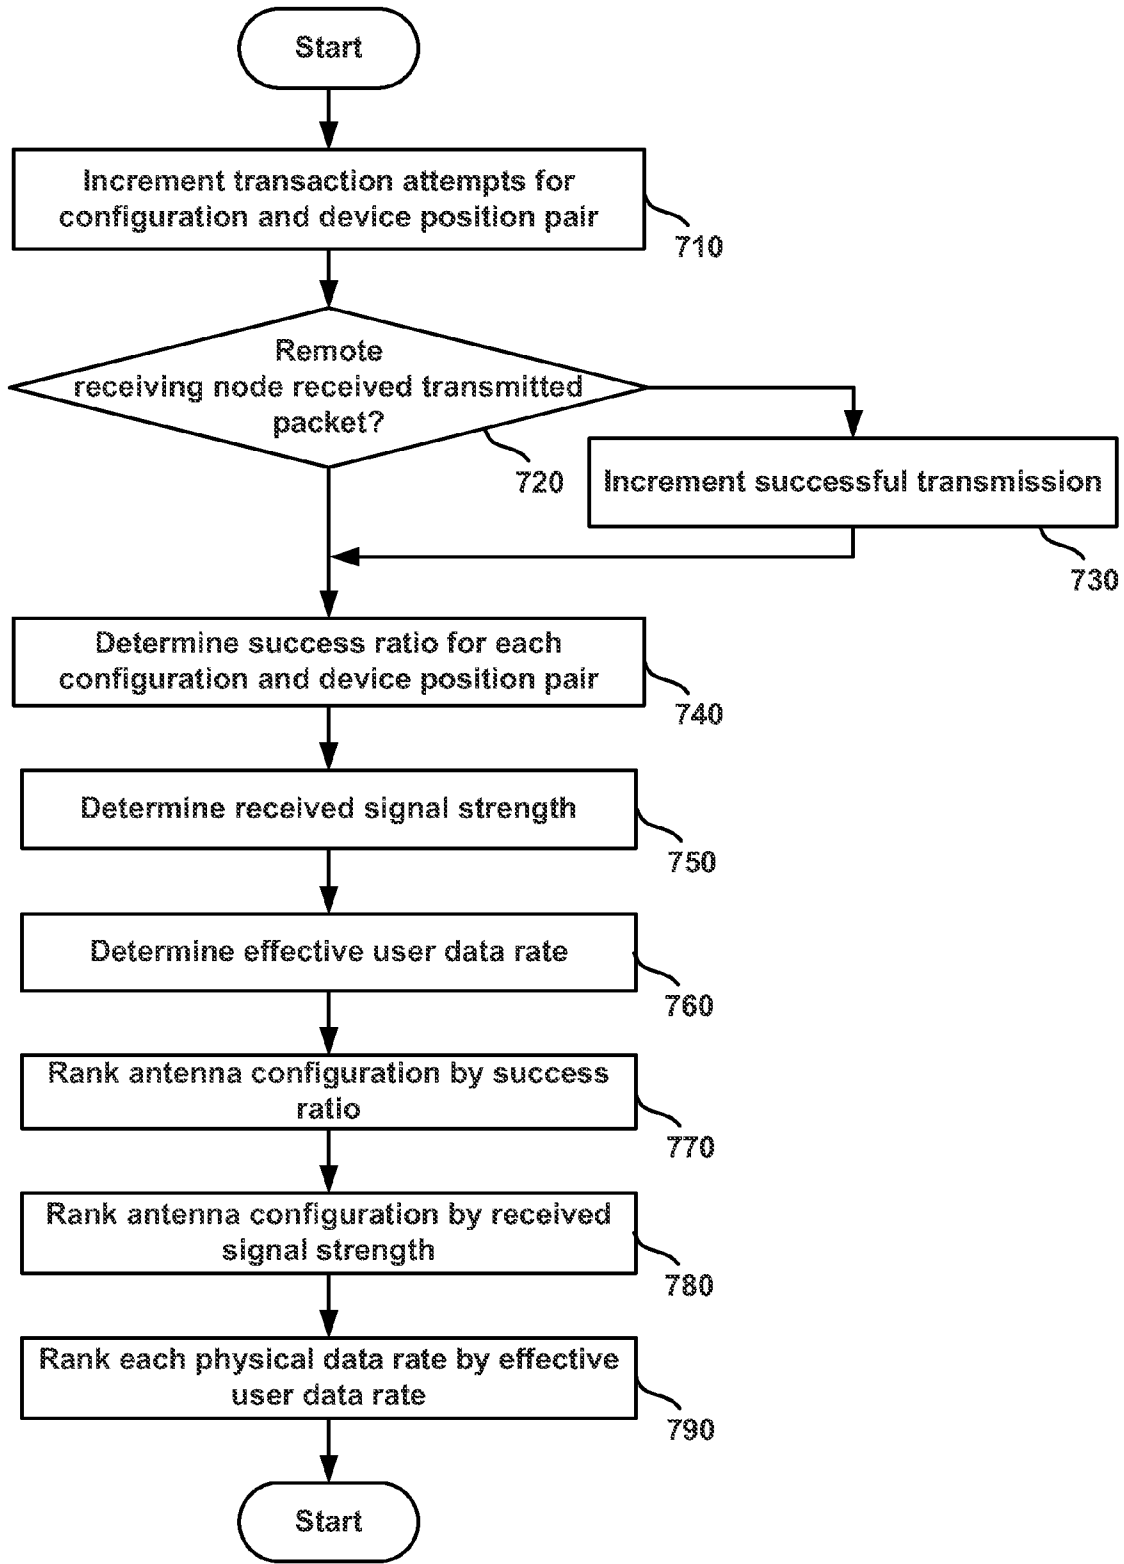 Start
Increment transaction attempts for
configuration and device position pair
710
Remote
receiving node received transmitted
packet?
720
Increment successful transmission
730
Determine success ratio for each
configuration and device position pair
740
Determine received signal strength
750
Determine effective user data rate
760
Rank antenna configuration by success
ratio
770
Rank antenna configuration by received
signal strength
780
Rank each physical data rate by effective
user data rate
790
Start